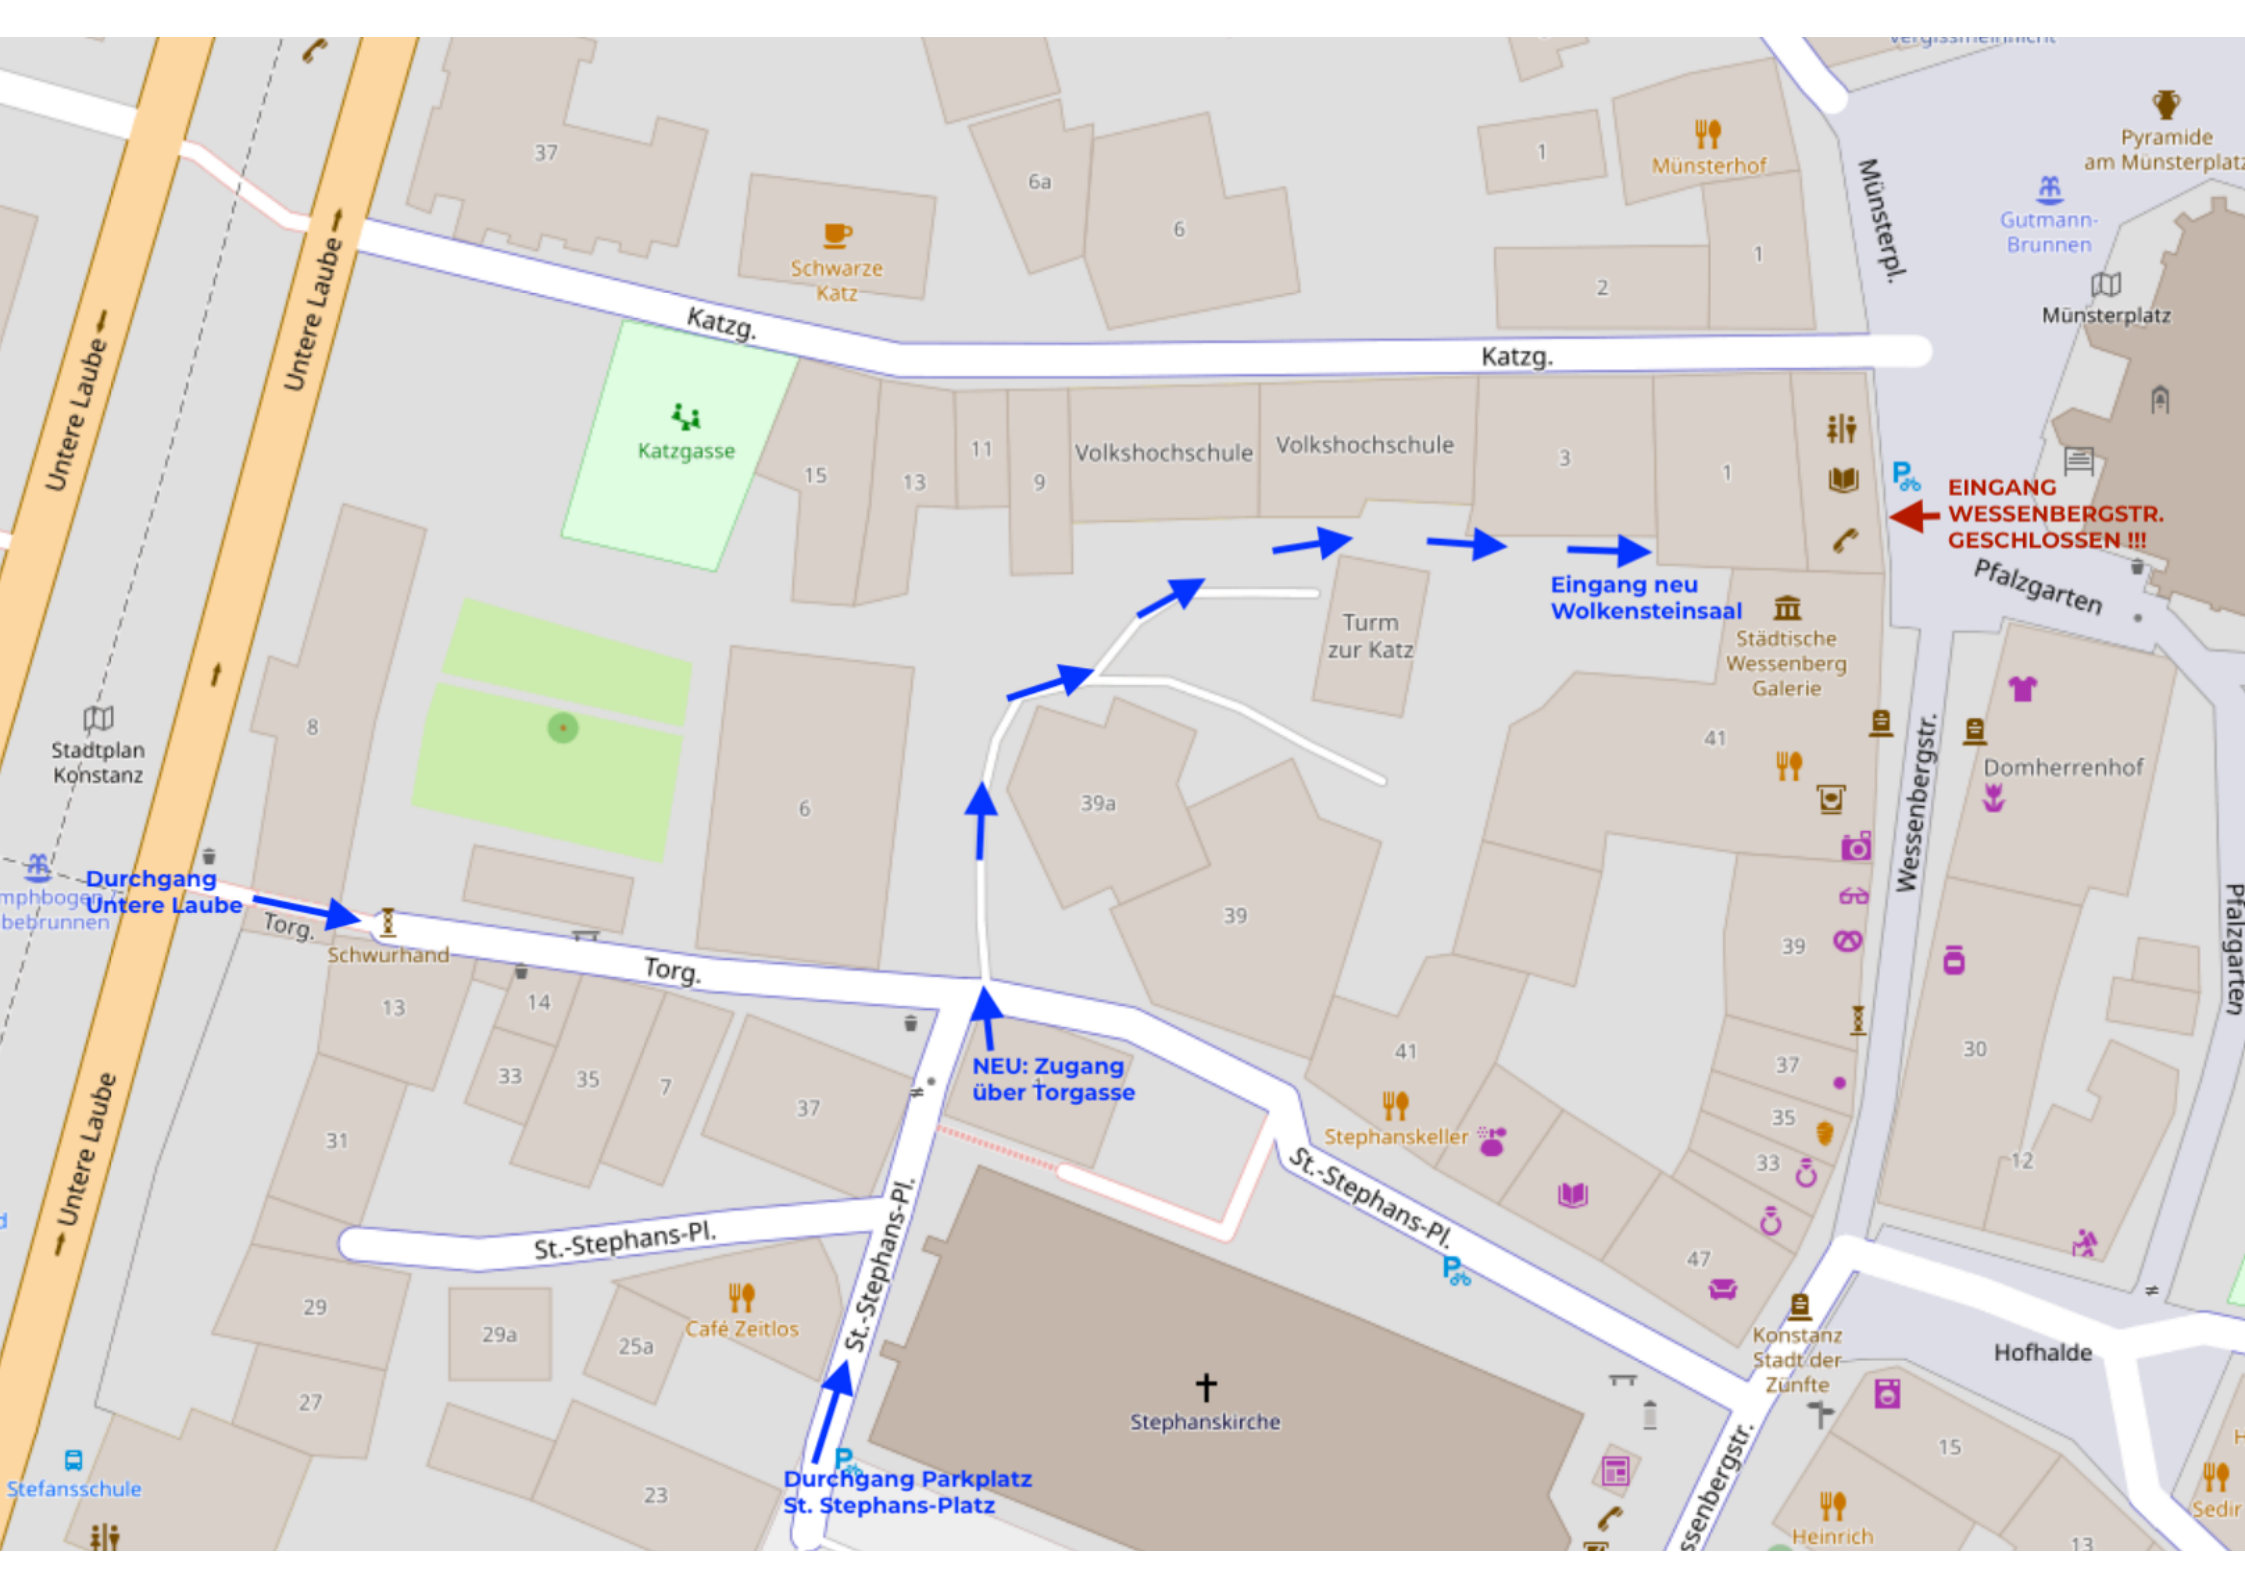 Vergissmeinnicht
Pyramide
am Münsterplatz
37
6a
6
1
Münsterhof
Münsterpl.
Gutmann-
Brunnen
Schwarze
Katz
2
1
Münsterplatz
Untere Laube
Untere Laube
Katzg.
Katzg.
Katzgasse
15
13
11
9
Volkshochschule
Volkshochschule
3
1
EINGANG
WESSENBERGSTR.
GESCHLOSSEN !!!
Pfalzgarten
Eingang neu
Wolkensteinsaal
Turm
zur Katz
Städtische
Wessenberg
Galerie
8
Stadtplan
Konstanz
6
39a
41
Domherrenhof
Wessenbergstr.
Pfalzgarten
Durchgang
Untere Laube
mphbogen
bebrunnen
Torg.
Schwurhand
Torg.
39
39
13
14
33
35
7
37
NEU: Zugang
über Torgasse
41
Stephanskeller
37
35
33
30
12
Untere Laube
31
St.-Stephans-Pl.
St.-Stephans-Pl.
St.-Stephans-Pl.
47
29
29a
25a
Café Zeitlos
27
Konstanz
Stadt der
Zünfte
Hofhalde
Stephanskirche
Stefansschule
23
Durchgang Parkplatz
St. Stephans-Platz
ssenbergstr.
15
Heinrich
13
Sedir